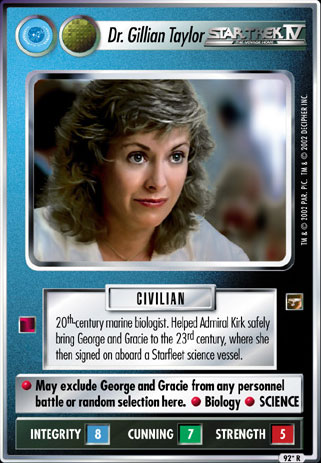 Dr. Gillian Taylor STAR TREK IV
THE VOYAGE HOME
TM & © 2002 PAR. PIC. TM & © 2002 DECIPHER INC.
CIVILIAN
20th-century marine biologist. Helped Admiral Kirk safely
bring George and Gracie to the 23rd century, where she
then signed on aboard a Starfleet science vessel.
• May exclude George and Gracie from any personnel
battle or random selection here. • Biology • SCIENCE
INTEGRITY 8 CUNNING 7 STRENGTH 5
92* R